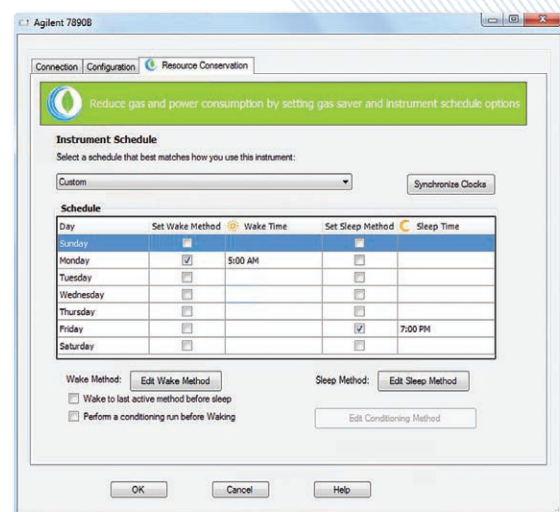 Agilent 7890B
Connection Configuration Resource Conservation
Reduce gas and power consumption by setting gas saver and instrument schedule options
Instrument Schedule
Select a schedule that best matches how you use this instrument:
Custom
Synchronize Clocks
Schedule
Day Set Wake Method Wake Time Set Sleep Method Sleep Time
Sunday
Monday 5:00 AM
Tuesday
Wednesday
Thursday
Friday 7:00 PM
Saturday
Wake Method: Edit Wake Method Sleep Method: Edit Sleep Method
Wake to last active method before sleep
Perform a conditioning run before Waking Edit Conditioning Method
OK Cancel Help